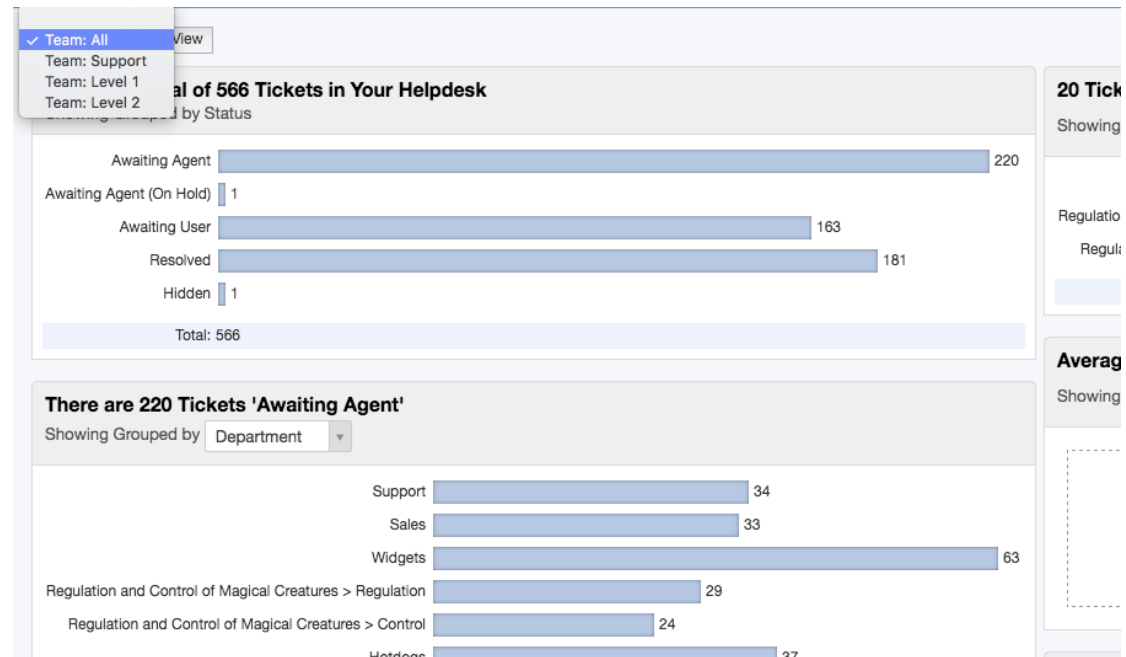 ✓ Team: All
View
Team: Support
Team: Level 1
Team: Level 2
al of 566 Tickets in Your Helpdesk
Showing Grouped by Status
Awaiting Agent 220
Awaiting Agent (On Hold) 1
Awaiting User 163
Resolved 181
Hidden 1
Total: 566
There are 220 Tickets 'Awaiting Agent'
Showing Grouped by Department
Support 34
Sales 33
Widgets 63
Regulation and Control of Magical Creatures > Regulation 29
Regulation and Control of Magical Creatures > Control 24
Hotdogs 37
20 Tick
Showing
Regulatio
Regula
Averag
Showing